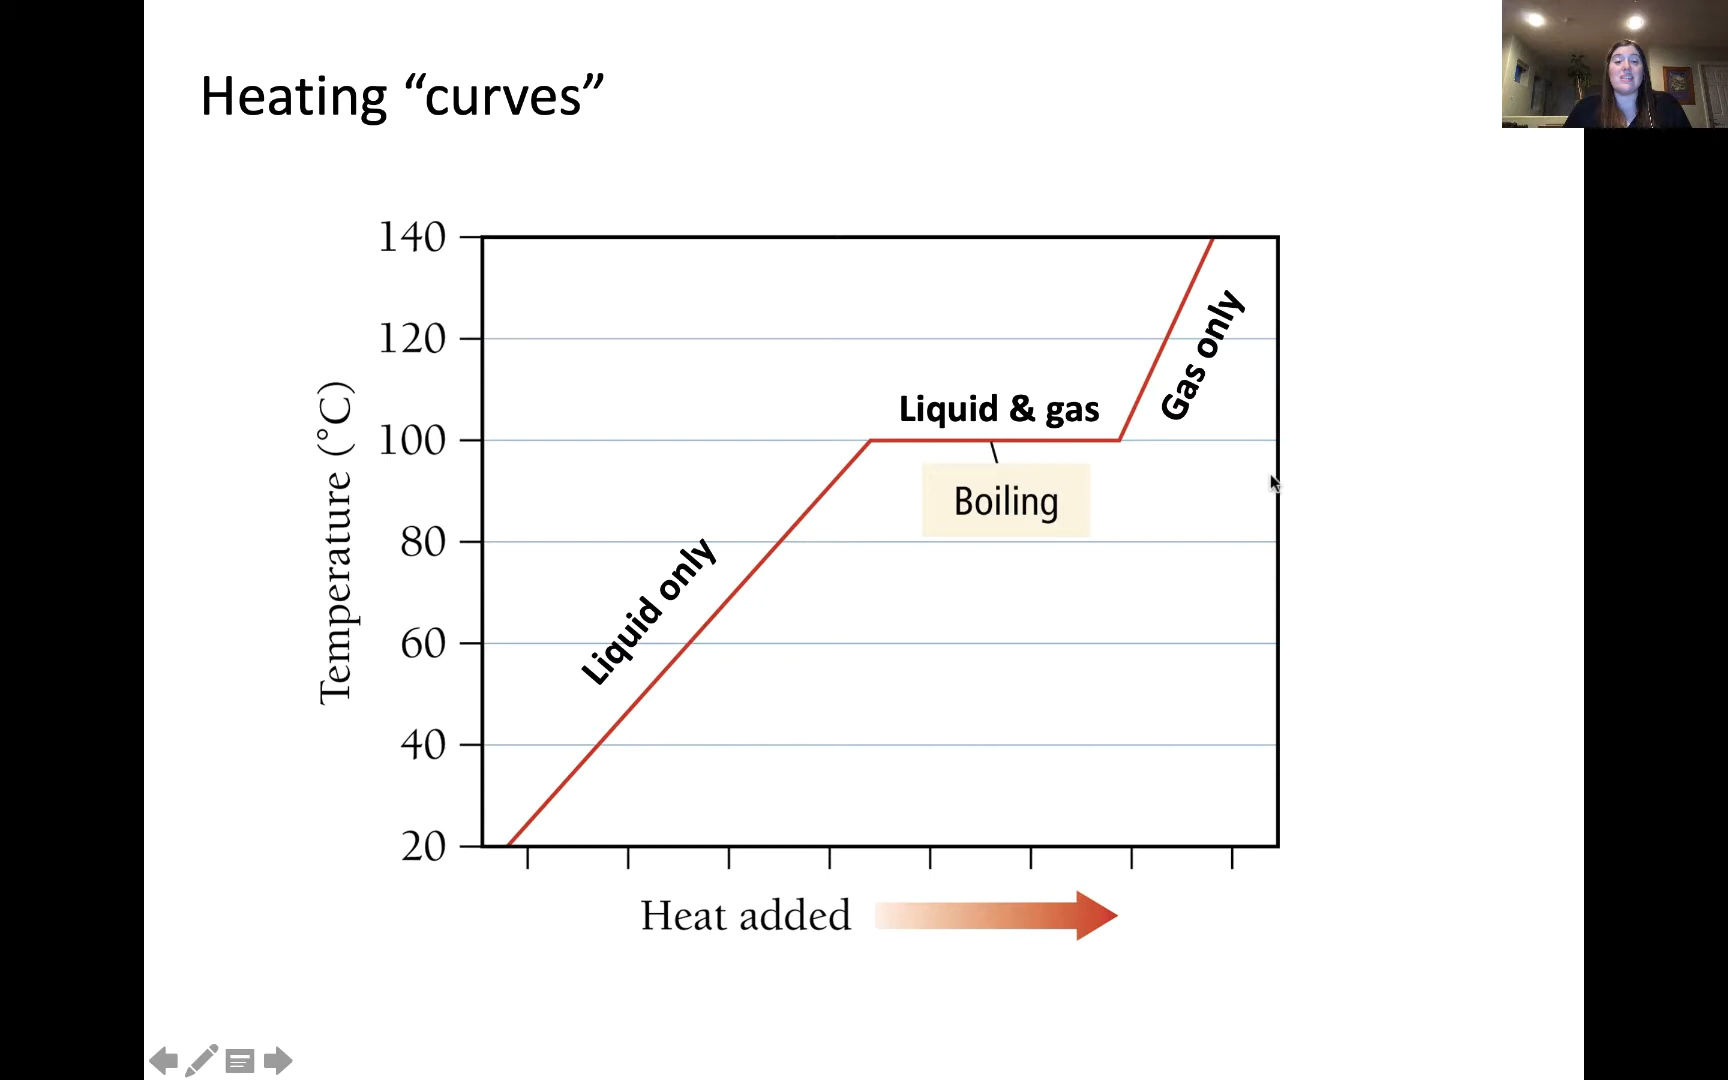 Heating “curves”
140
120
100
80
60
40
20
Temperature (°C)
Liquid only
Liquid & gas
Boiling
Gas only
Heat added